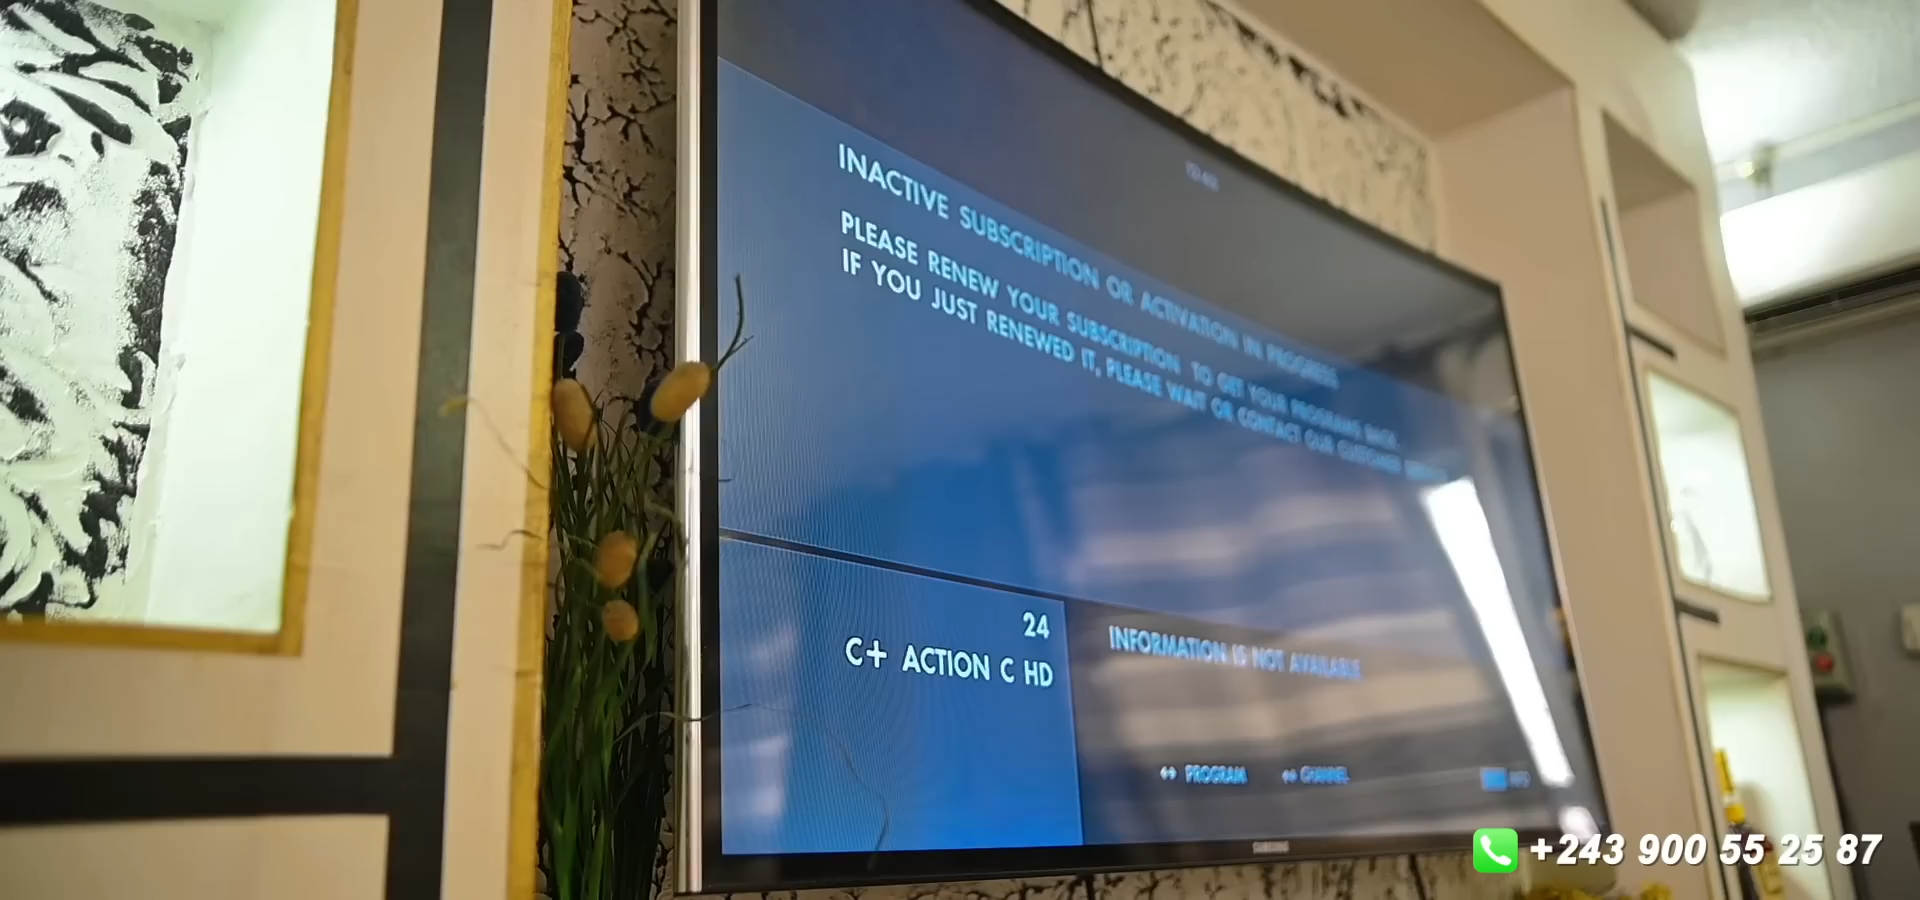 INACTIVE SUBSCRIPTION OR ACTIVATION IN PROGRESS
PLEASE RENEW YOUR SUBSCRIPTION TO GET YOUR PROGRAMS BACK.
IF YOU JUST RENEWED IT, PLEASE WAIT OR CONTACT OUR CUSTOMER
24
C+ ACTION C HD
INFORMATION IS NOT AVAILABLE
PROGRAM
CHANNEL
SAMSUNG
+243 900 55 25 87